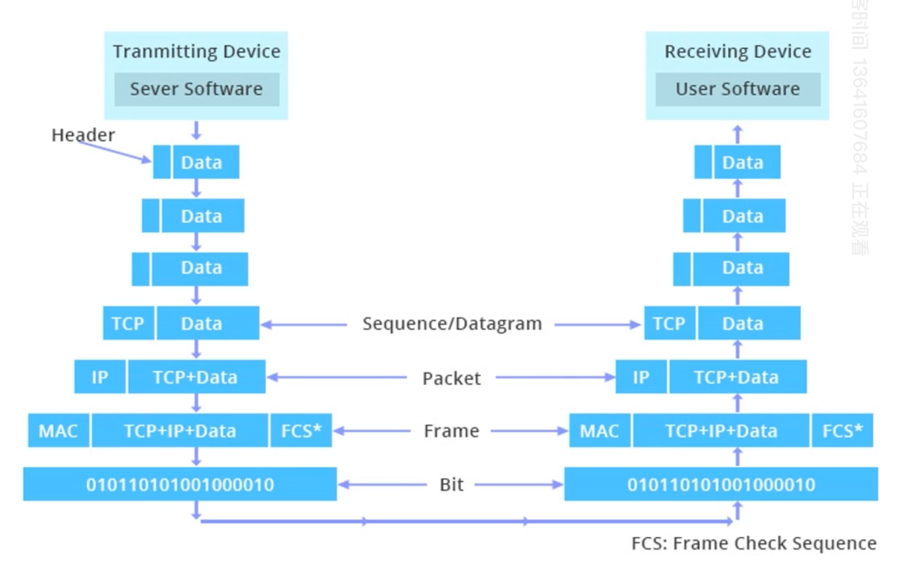 Tranmitting Device
Sever Software
Receiving Device
User Software
Header
Data
Data
Data
Data
Data
Data
TCP
Data
Sequence/Datagram
TCP
Data
IP
TCP+Data
Packet
IP
TCP+Data
MAC
TCP+IP+Data
FCS*
Frame
MAC
TCP+IP+Data
FCS*
010110101001000010
Bit
010110101001000010
FCS: Frame Check Sequence
客时间 13641607684 正在观看